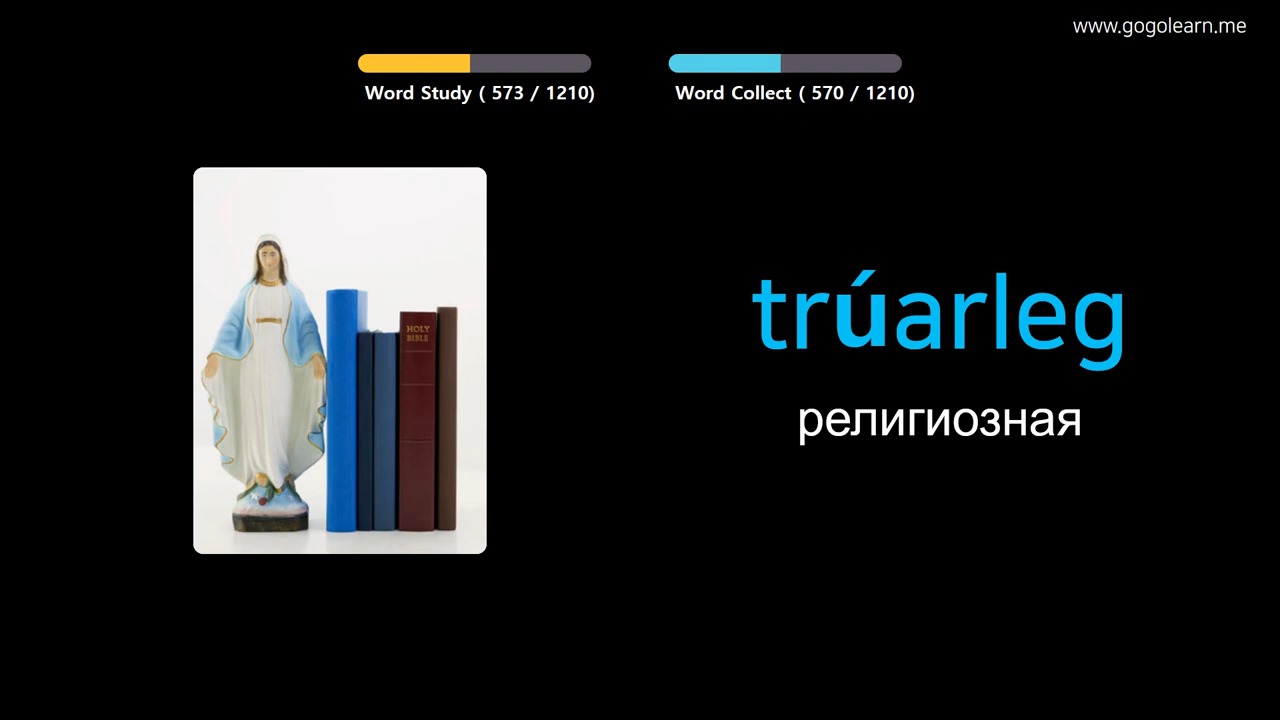 www.gogolearn.me
Word Study ( 573 / 1210)
Word Collect ( 570 / 1210)
HOLY
BIBLE
trúarleg
религиозная